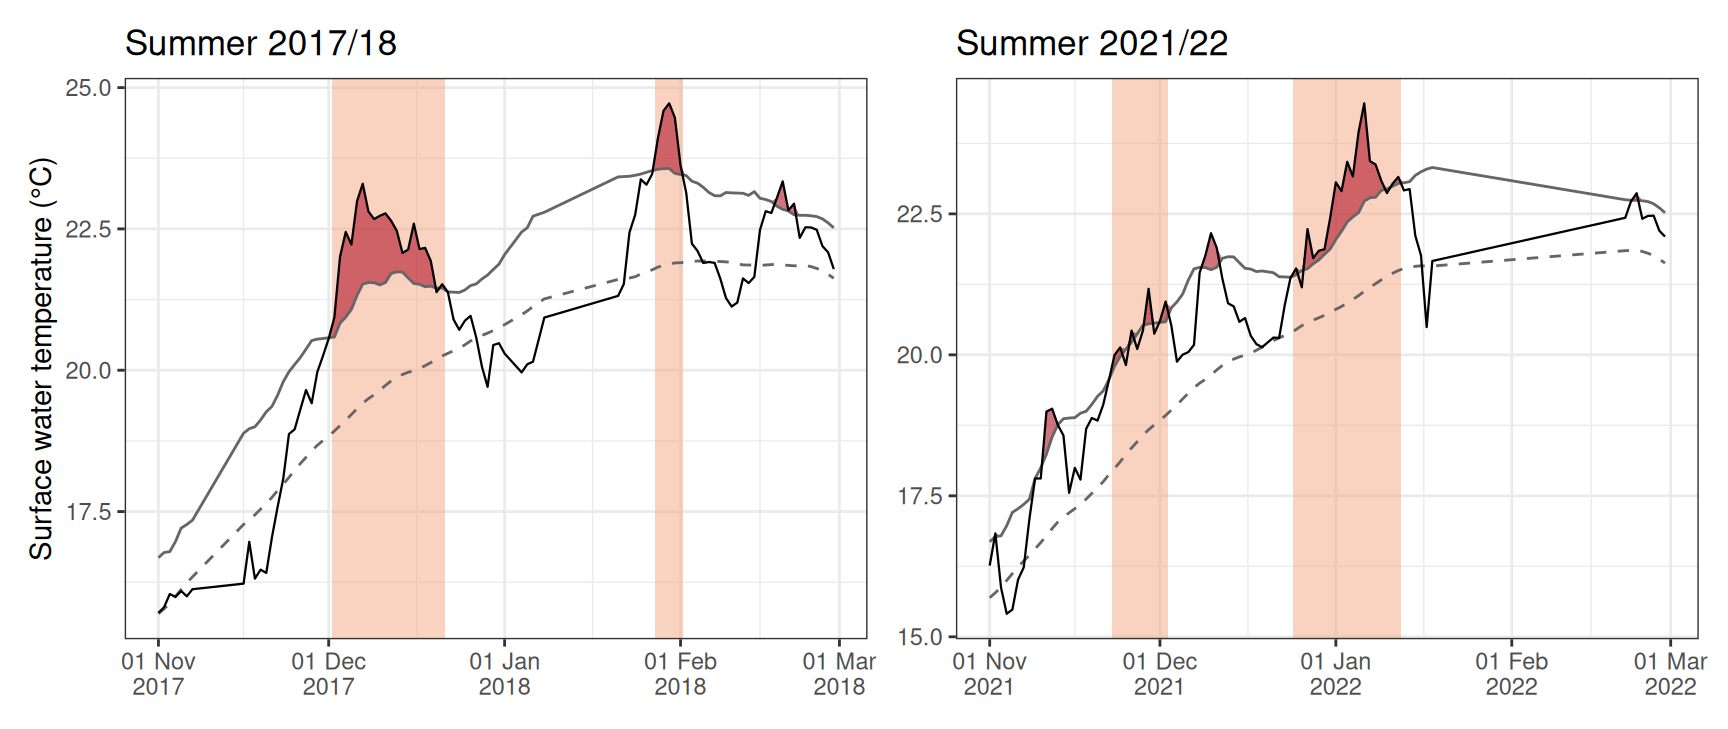 Summer 2017/18
Summer 2021/22
Surface water temperature (°C)
25.0
22.5
20.0
17.5
01 Nov
2017
01 Dec
2017
01 Jan
2018
01 Feb
2018
01 Mar
2018
22.5
20.0
17.5
15.0
01 Nov
2021
01 Dec
2021
01 Jan
2022
01 Feb
2022
01 Mar
2022